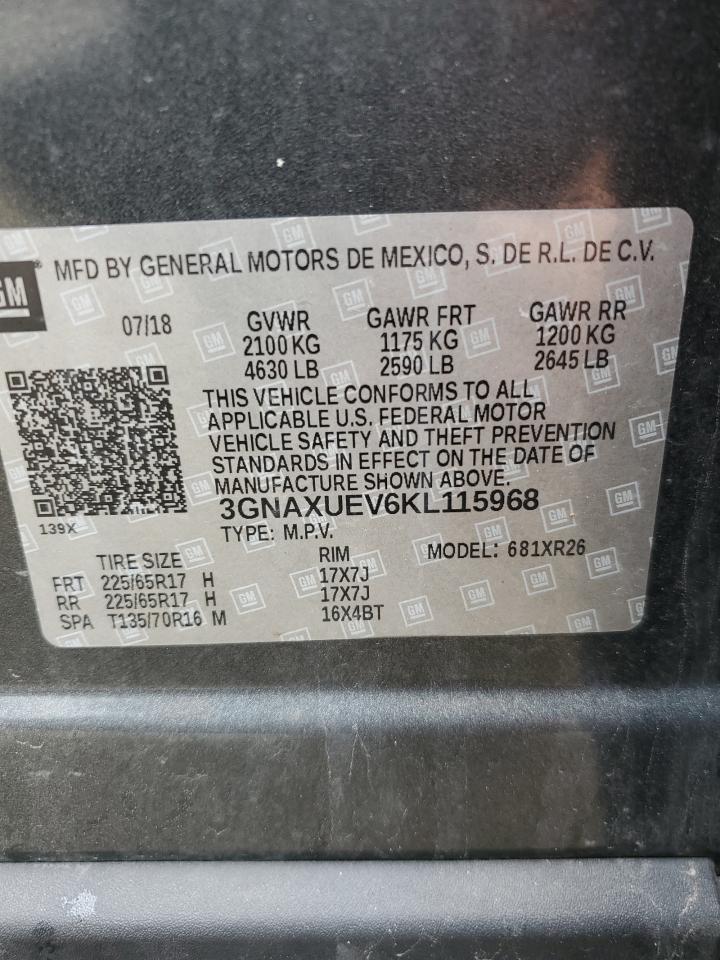 GM
MFD BY GENERAL MOTORS DE MEXICO, S. DE R.L. DE C.V.
07/18 GVWR GAWR FRT GAWR RR
2100 KG 1175 KG 1200 KG
4630 LB 2590 LB 2645 LB
THIS VEHICLE CONFORMS TO ALL
APPLICABLE U.S. FEDERAL MOTOR
VEHICLE SAFETY AND THEFT PREVENTION
STANDARDS IN EFFECT ON THE DATE OF
MANUFACTURE SHOWN ABOVE.
3GNAXUEV6KL115968
139X
TYPE: M.P.V. MODEL: 681XR26
TIRE SIZE RIM
FRT 225/65R17 H 17X7J
RR 225/65R17 H 17X7J
SPA T135/70R16 M 16X4BT